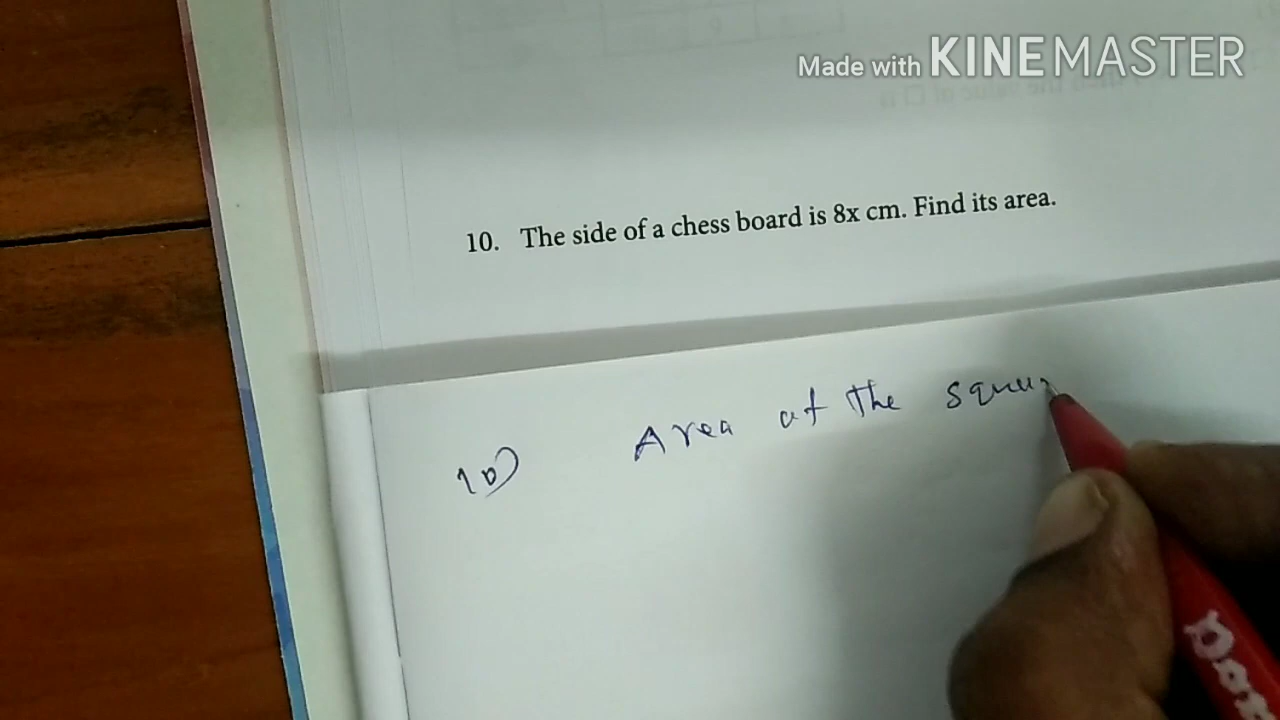 Made with KINEMASTER
10. The side of a chess board is 8x cm. Find its area.
10) Area of the squar